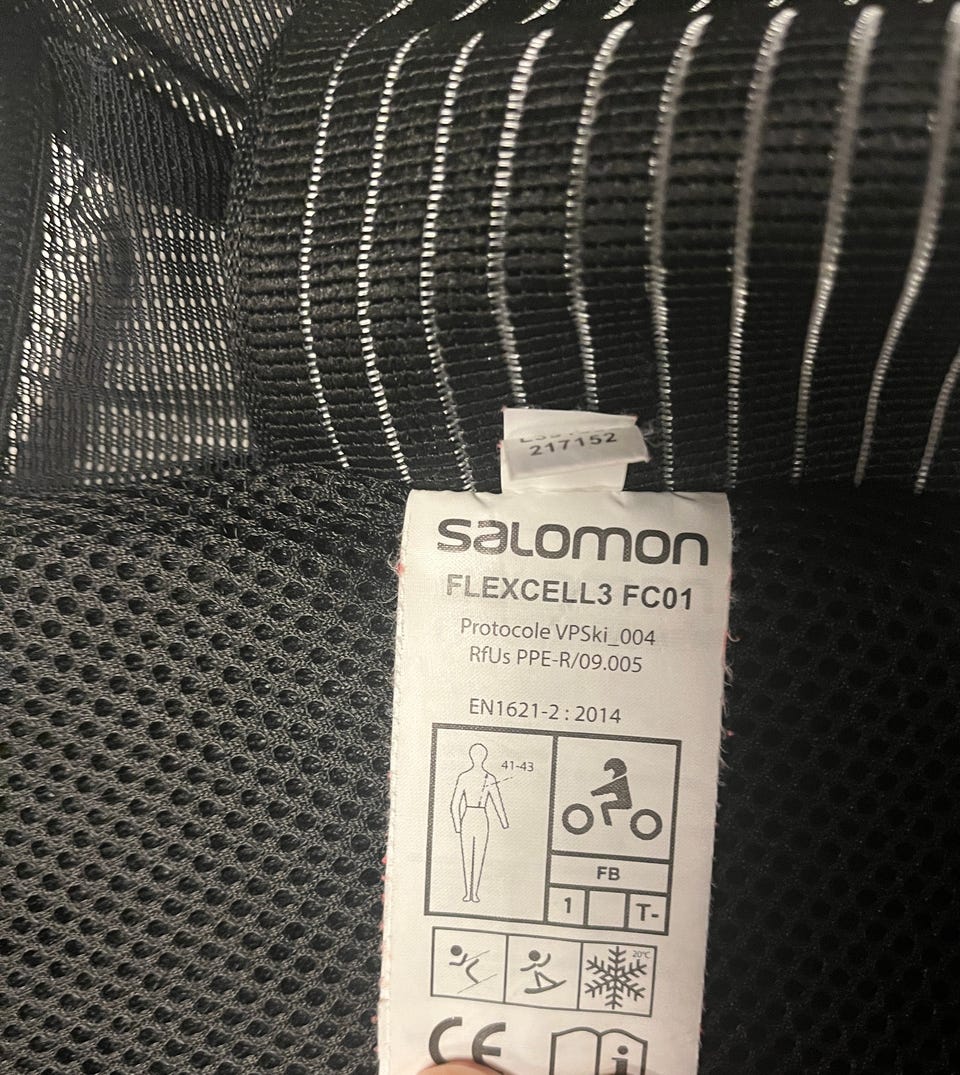 217152
SALOMON
FLEXCELL3 FC01
Protocole VPSki_004
RfUs PPE-R/09.005
EN1621-2 : 2014
41-43
FB
1 T-
20°C
CE
i